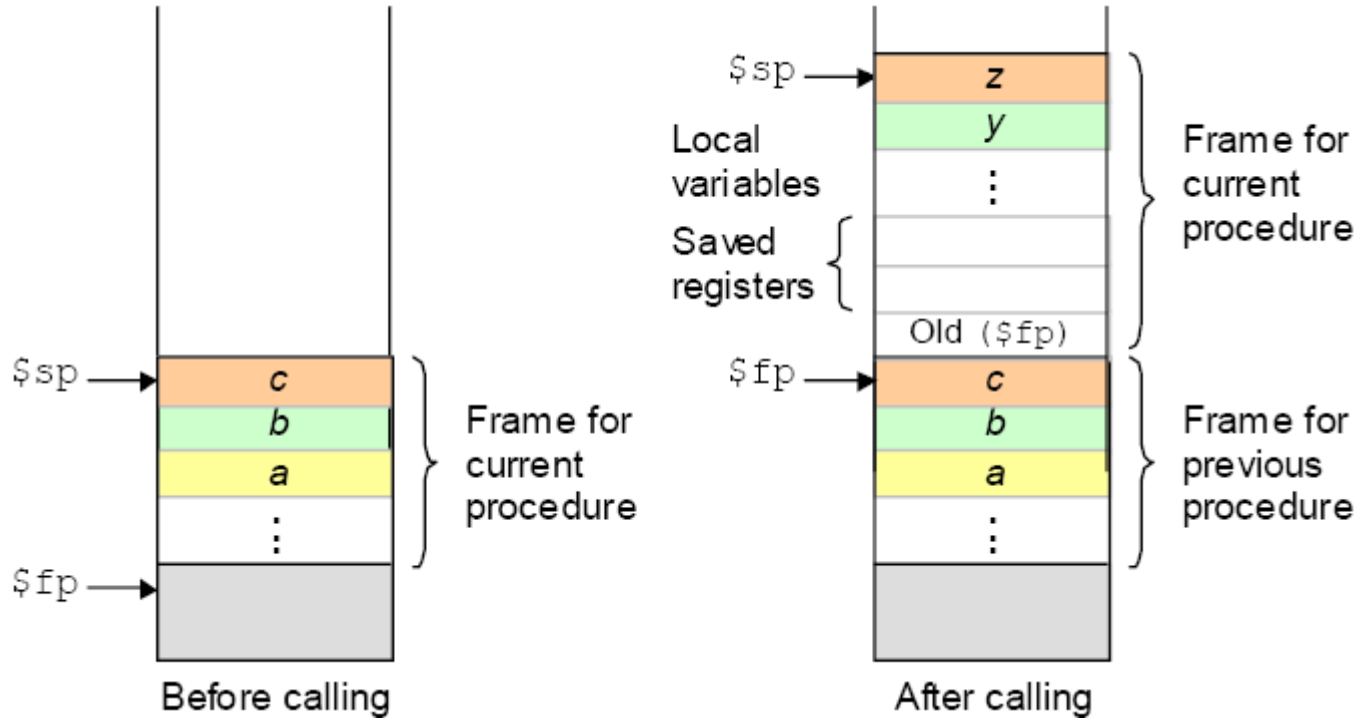 $sp
c
b
a
⋮
$fp
Frame for
current
procedure
Before calling
$sp
z
y
⋮
Local
variables
Saved
registers
Old ($fp)
$fp
c
b
a
⋮
Frame for
current
procedure
Frame for
previous
procedure
After calling